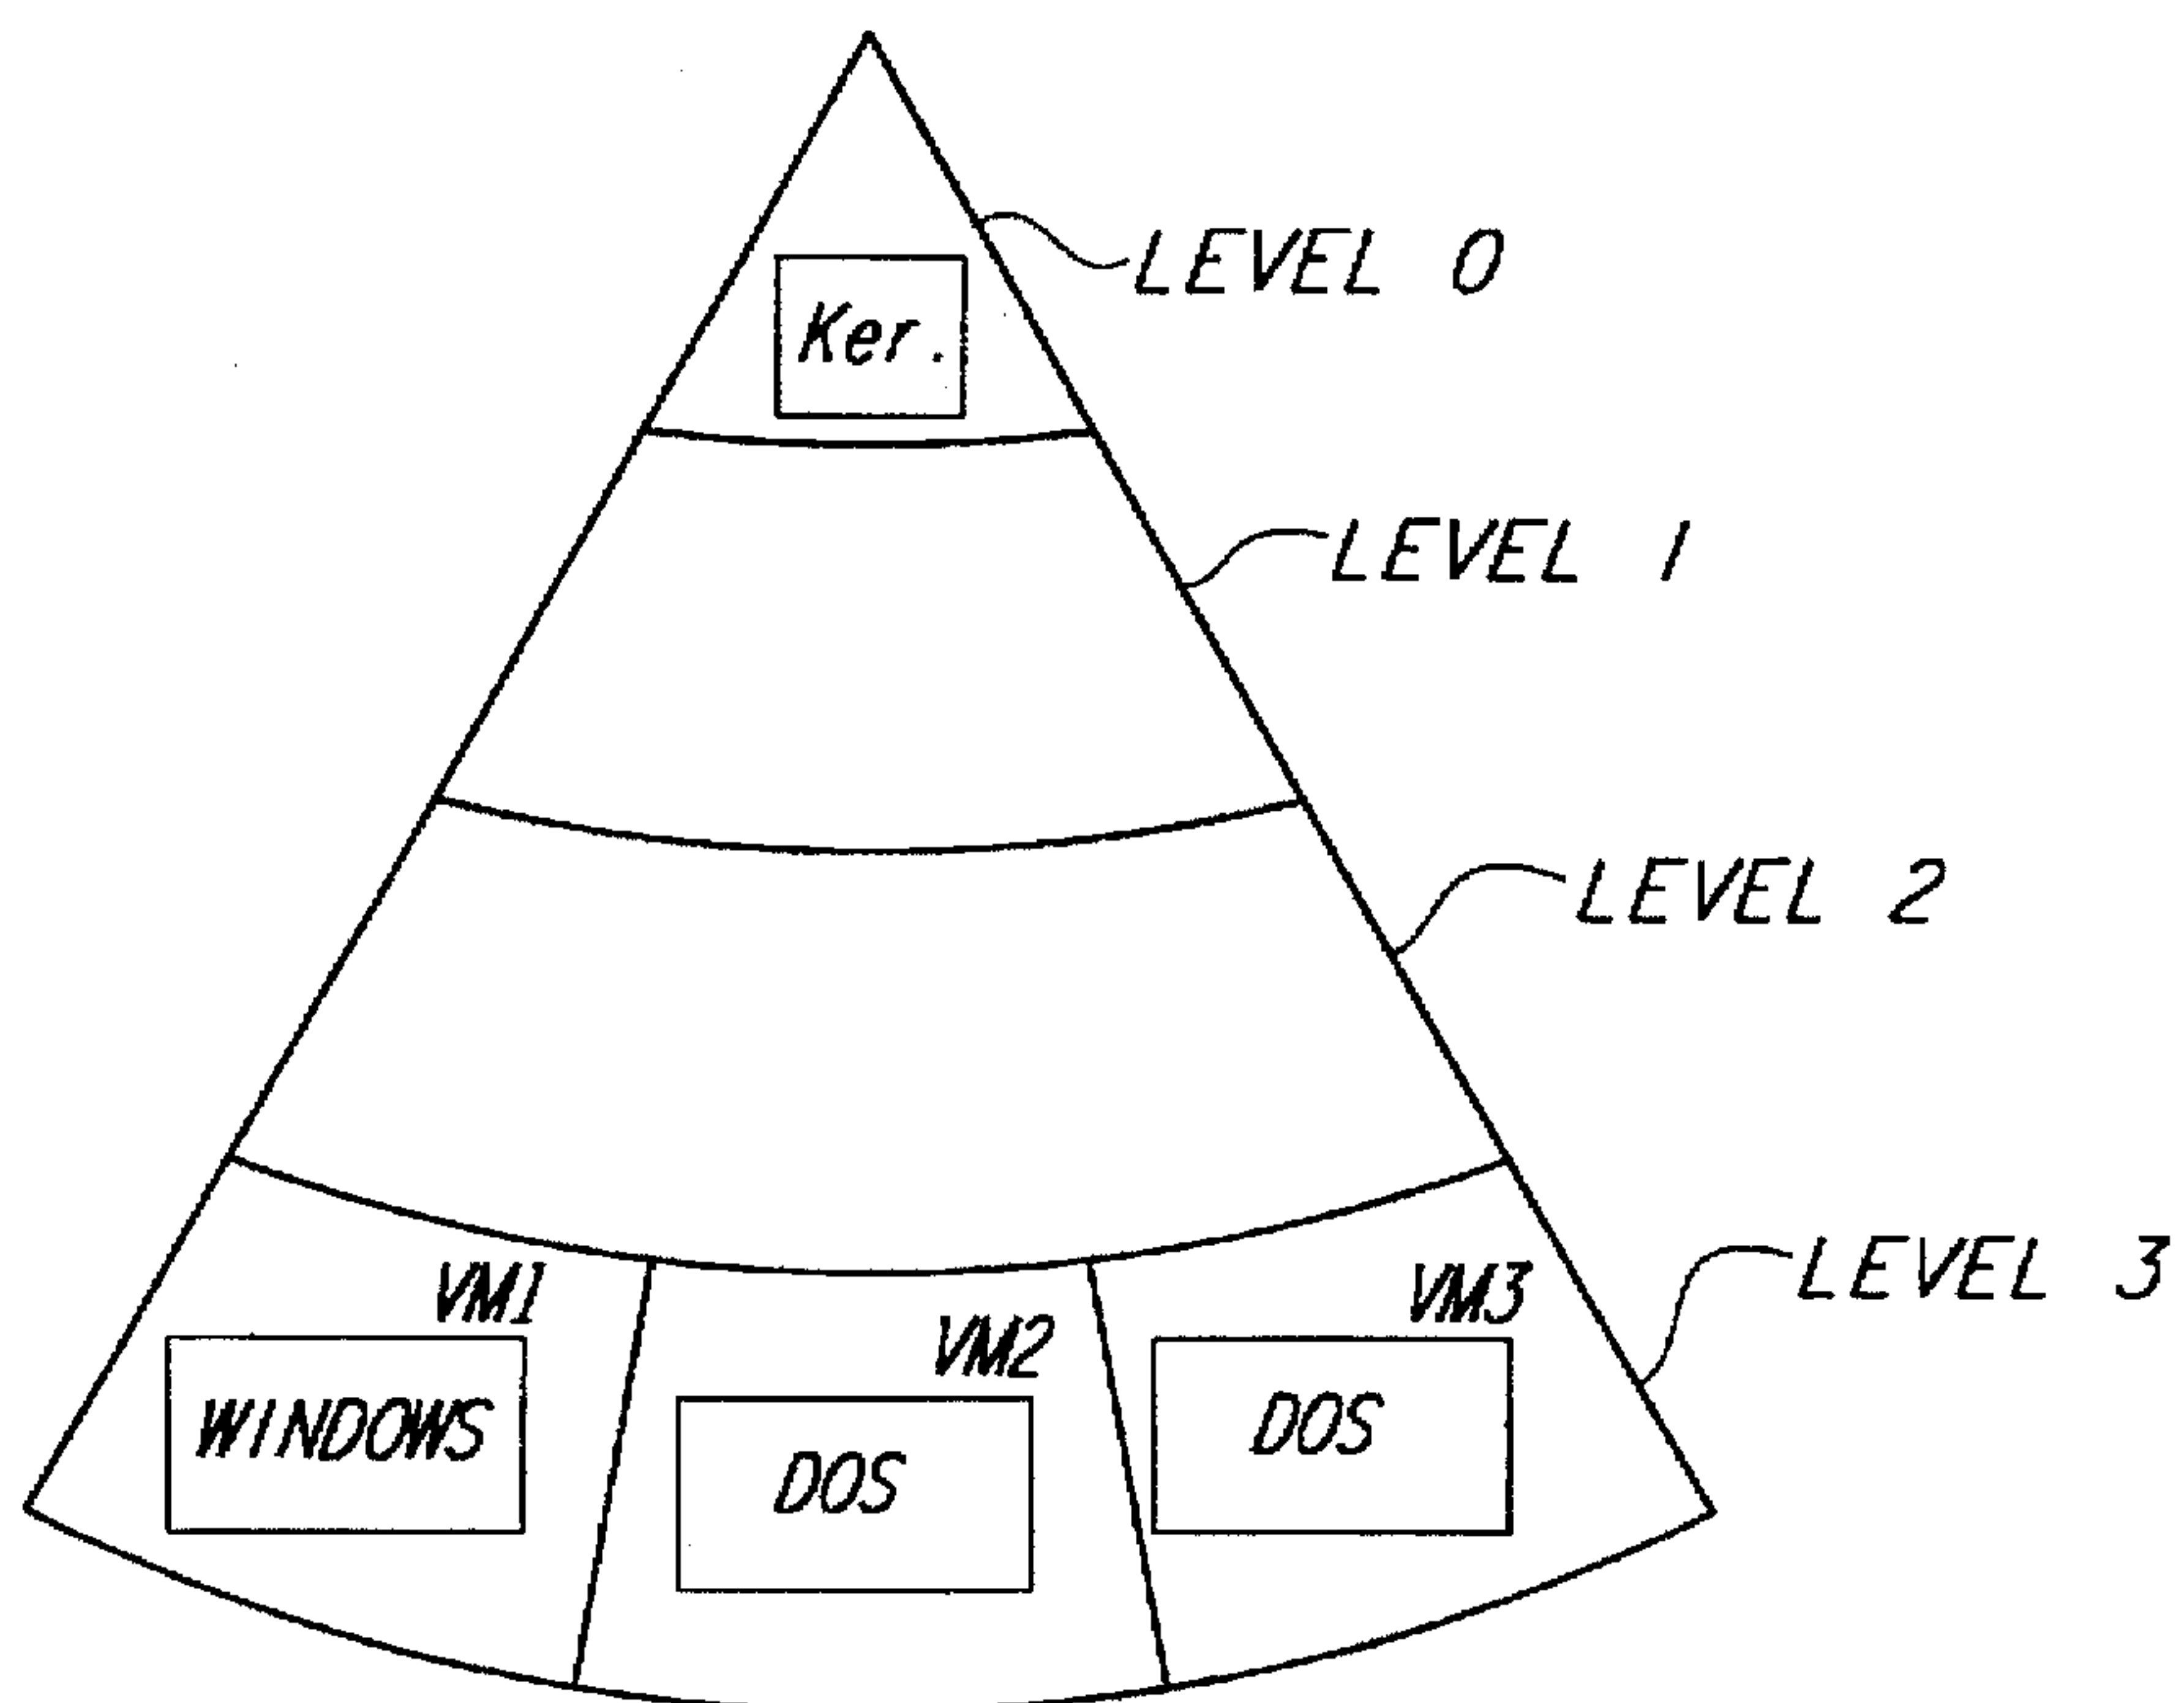 LEVEL 0
Ker.
LEVEL 1
LEVEL 2
LEVEL 3
VM1
VM2
VM3
WINDOWS
DOS
DOS